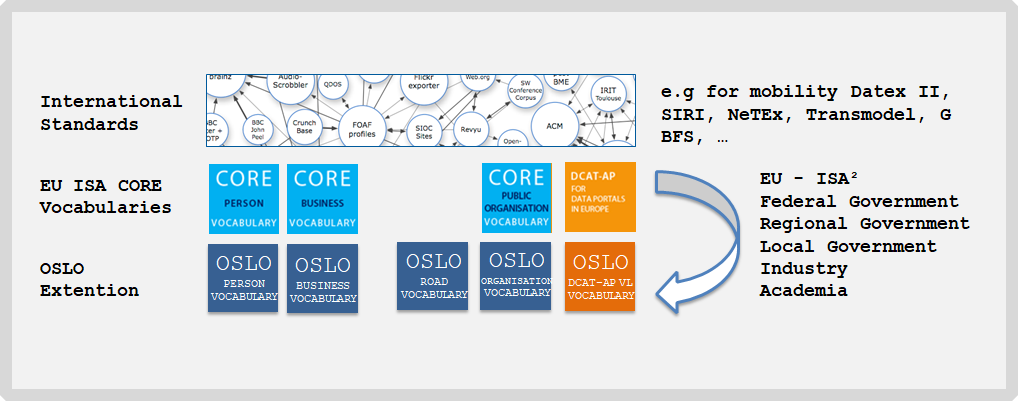 International
Standards
brainz
Audio-
Scrobbler
QDOS
Flickr
exporter
Web.org
SW
Conference
Corpus
BME
IRIT
Toulouse
BBC
John
Peel
Crunch
Base
FOAF
profiles
SIOC
Sites
Revyu
Open-
ACM
e.g for mobility Datex II,
SIRI, NeTEx, Transmodel, G
BFS, …
EU ISA CORE
Vocabularies
CORE
PERSON
VOCABULARY
CORE
BUSINESS
VOCABULARY
CORE
PUBLIC
ORGANISATION
VOCABULARY
DCAT-AP
FOR
DATA PORTALS
IN EUROPE
EU - ISA²
Federal Government
Regional Government
Local Government
Industry
Academia
OSLO
Extention
OSLO
PERSON
VOCABULARY
OSLO
BUSINESS
VOCABULARY
OSLO
ROAD
VOCABULARY
OSLO
ORGANISATION
VOCABULARY
OSLO
DCAT-AP VL
VOCABULARY